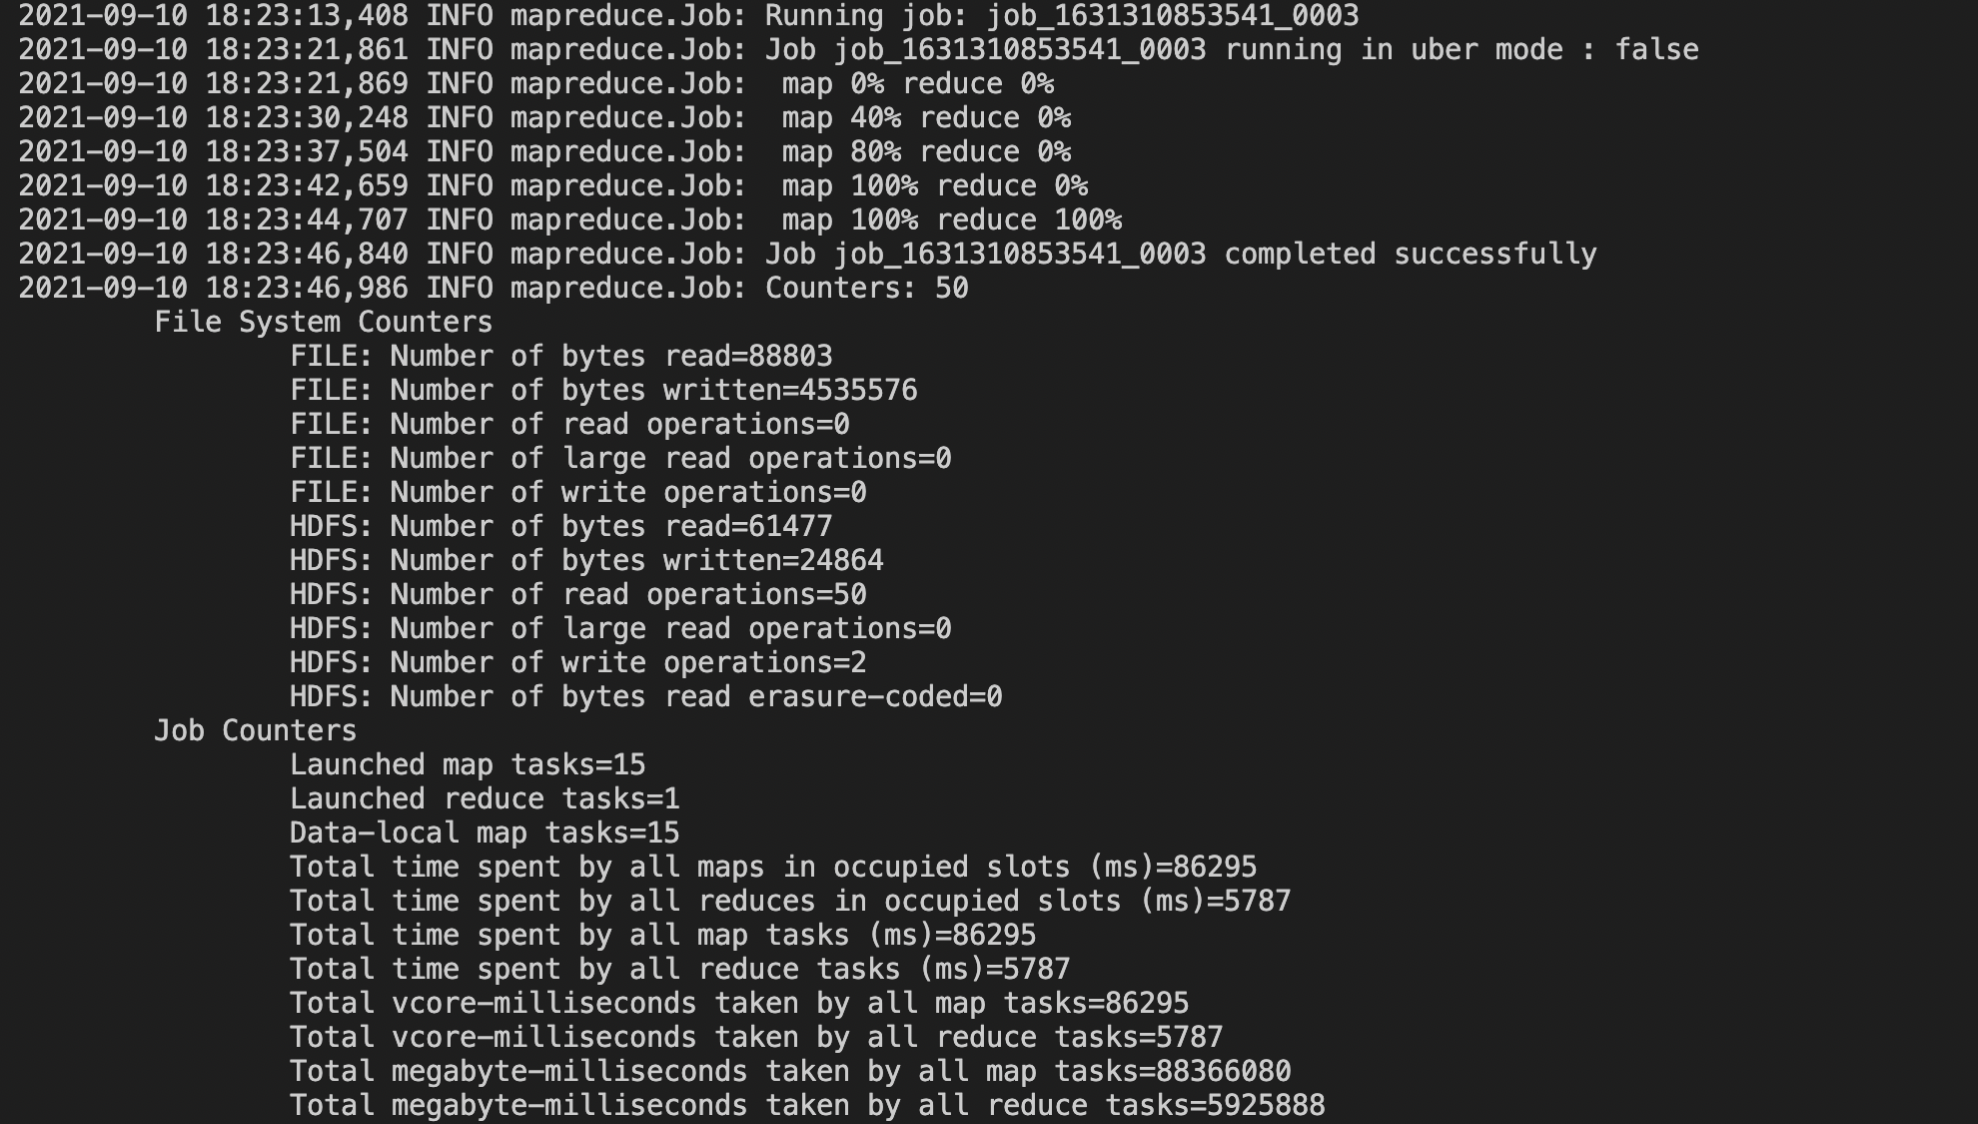 2021-09-10 18:23:13,408 INFO mapreduce.Job: Running job: job_1631310853541_0003
2021-09-10 18:23:21,861 INFO mapreduce.Job: Job job_1631310853541_0003 running in uber mode : false
2021-09-10 18:23:21,869 INFO mapreduce.Job:  map 0% reduce 0%
2021-09-10 18:23:30,248 INFO mapreduce.Job:  map 40% reduce 0%
2021-09-10 18:23:37,504 INFO mapreduce.Job:  map 80% reduce 0%
2021-09-10 18:23:42,659 INFO mapreduce.Job:  map 100% reduce 0%
2021-09-10 18:23:44,707 INFO mapreduce.Job:  map 100% reduce 100%
2021-09-10 18:23:46,840 INFO mapreduce.Job: Job job_1631310853541_0003 completed successfully
2021-09-10 18:23:46,986 INFO mapreduce.Job: Counters: 50
File System Counters
FILE: Number of bytes read=88803
FILE: Number of bytes written=4535576
FILE: Number of read operations=0
FILE: Number of large read operations=0
FILE: Number of write operations=0
HDFS: Number of bytes read=61477
HDFS: Number of bytes written=24864
HDFS: Number of read operations=50
HDFS: Number of large read operations=0
HDFS: Number of write operations=2
HDFS: Number of bytes read erasure-coded=0
Job Counters
Launched map tasks=15
Launched reduce tasks=1
Data-local map tasks=15
Total time spent by all maps in occupied slots (ms)=86295
Total time spent by all reduces in occupied slots (ms)=5787
Total time spent by all map tasks (ms)=86295
Total time spent by all reduce tasks (ms)=5787
Total vcore-milliseconds taken by all map tasks=86295
Total vcore-milliseconds taken by all reduce tasks=5787
Total megabyte-milliseconds taken by all map tasks=88366080
Total megabyte-milliseconds taken by all reduce tasks=5925888